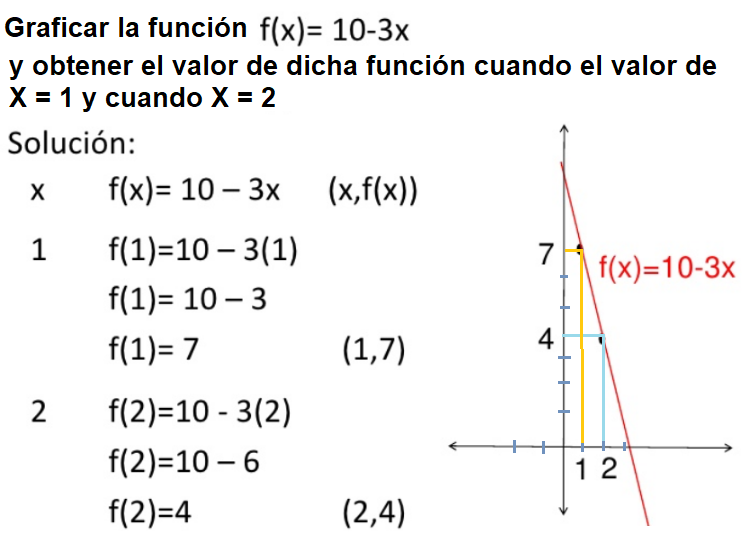 Graficar la función f(x)= 10-3x
y obtener el valor de dicha función cuando el valor de
X = 1 y cuando X = 2
Solución:
x f(x)= 10 – 3x (x,f(x))
1 f(1)=10 – 3(1)
f(1)= 10 – 3
f(1)= 7 (1,7)
2 f(2)=10 - 3(2)
f(2)=10 – 6
f(2)=4 (2,4)
7
f(x)=10-3x
4
1 2